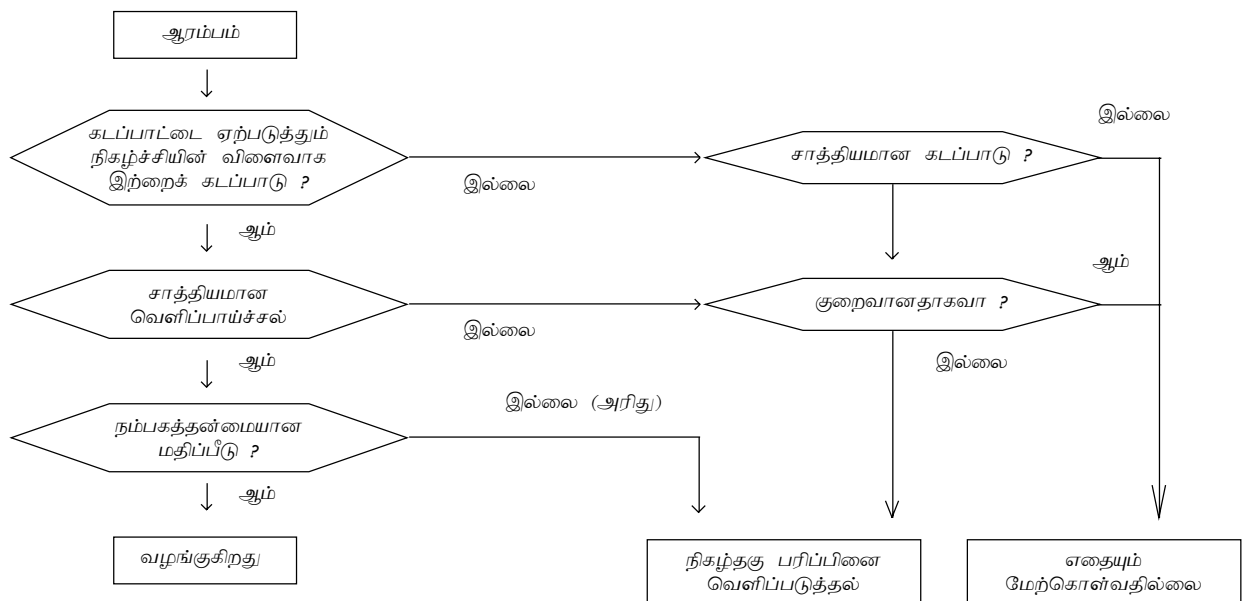 ஆரம்பம்
கடப்பாட்டை ஏற்படுத்தும்
நிகழ்ச்சியின் விளைவாக
இற்றைக் கடப்பாடு ?
இல்லை
சாத்தியமான கடப்பாடு ?
இல்லை
ஆம்
சாத்தியமான
வெளிப்பாய்ச்சல்
இல்லை
குறைவானதாகவா ?
ஆம்
இல்லை
ஆம்
நம்பகத்தன்மையான
மதிப்பீடு ?
இல்லை (அரிது)
ஆம்
வழங்குகிறது
நிகழ்தகு பரிப்பினை
வெளிப்படுத்தல்
எதையும்
மேற்கொள்வதில்லை